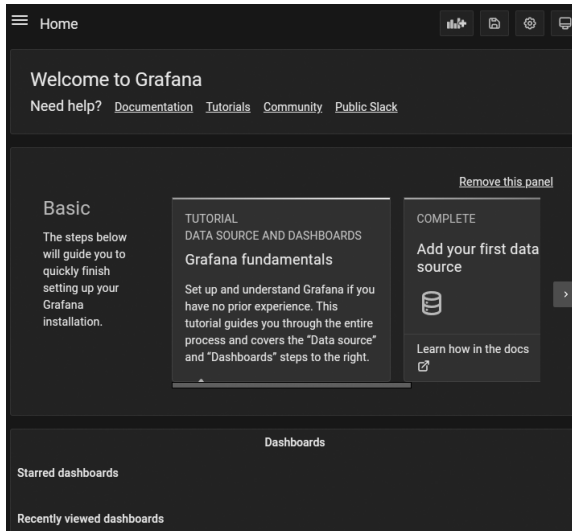 Home
Welcome to Grafana
Need help? Documentation Tutorials Community Public Slack
Remove this panel
Basic
The steps below
will guide you to
quickly finish
setting up your
Grafana
installation.
TUTORIAL
DATA SOURCE AND DASHBOARDS
Grafana fundamentals
Set up and understand Grafana if you
have no prior experience. This
tutorial guides you through the entire
process and covers the “Data source”
and “Dashboards” steps to the right.
COMPLETE
Add your first data
source
Learn how in the docs
Dashboards
Starred dashboards
Recently viewed dashboards